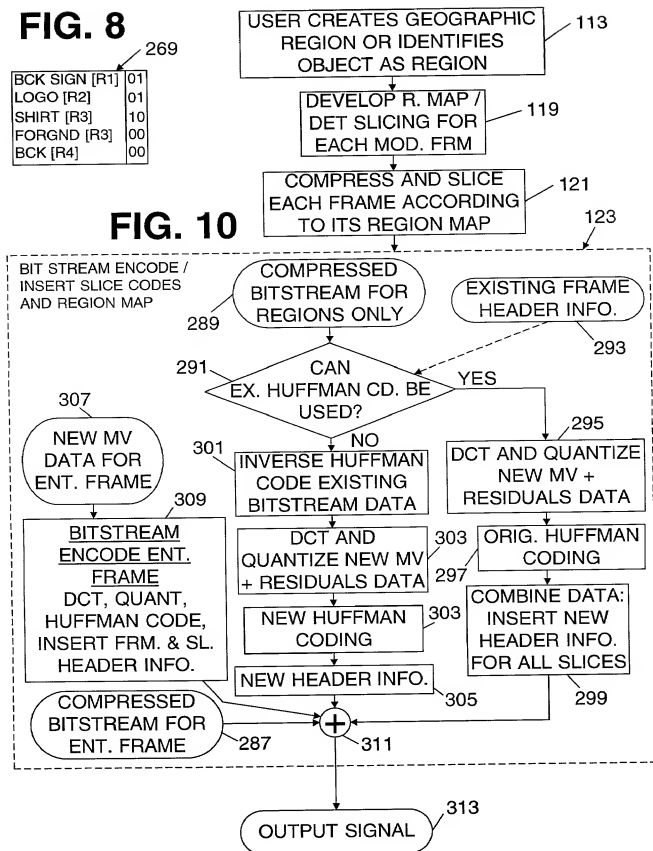 FIG. 8
269
BCK SIGN [R1] 01
LOGO [R2] 01
SHIRT [R3] 10
FORGND [R3] 00
BCK [R4] 00
USER CREATES GEOGRAPHIC
REGION OR IDENTIFIES
OBJECT AS REGION
113
DEVELOP R. MAP /
DET SLICING FOR
EACH MOD. FRM
119
COMPRESS AND SLICE
EACH FRAME ACCORDING
TO ITS REGION MAP
121
FIG. 10
123
BIT STREAM ENCODE /
INSERT SLICE CODES
AND REGION MAP
COMPRESSED
BITSTREAM FOR
REGIONS ONLY
289
EXISTING FRAME
HEADER INFO.
293
291
CAN
EX. HUFFMAN CD. BE
USED?
YES
NO
307
NEW MV
DATA FOR
ENT. FRAME
309
BITSTREAM
ENCODE ENT.
FRAME
DCT, QUANT,
HUFFMAN CODE,
INSERT FRM. & SL.
HEADER INFO.
301
INVERSE HUFFMAN
CODE EXISTING
BITSTREAM DATA
DCT AND
QUANTIZE NEW MV
+ RESIDUALS DATA
303
NEW HUFFMAN
CODING
303
NEW HEADER INFO.
305
295
DCT AND QUANTIZE
NEW MV +
RESIDUALS DATA
ORIG. HUFFMAN
CODING
297
COMBINE DATA:
INSERT NEW
HEADER INFO.
FOR ALL SLICES
299
COMPRESSED
BITSTREAM FOR
ENT. FRAME
287
+
311
OUTPUT SIGNAL
313